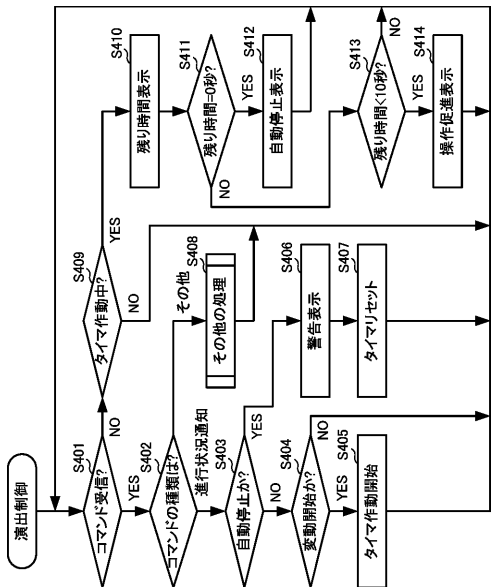 演出制御
S401
コマンド受信?
NO
YES
S402
コマンドの種類は?
その他
進行状況通知
S403
自動停止か?
YES
NO
S404
変動開始か?
NO
YES
S405
タイマ作動開始
S406
警告表示
S407
タイマリセット
S408
その他の処理
S409
タイマ作動中?
YES
NO
S410
残り時間表示
S411
残り時間=0秒?
YES
NO
S412
自動停止表示
S413
残り時間<10秒?
NO
YES
S414
操作促進表示